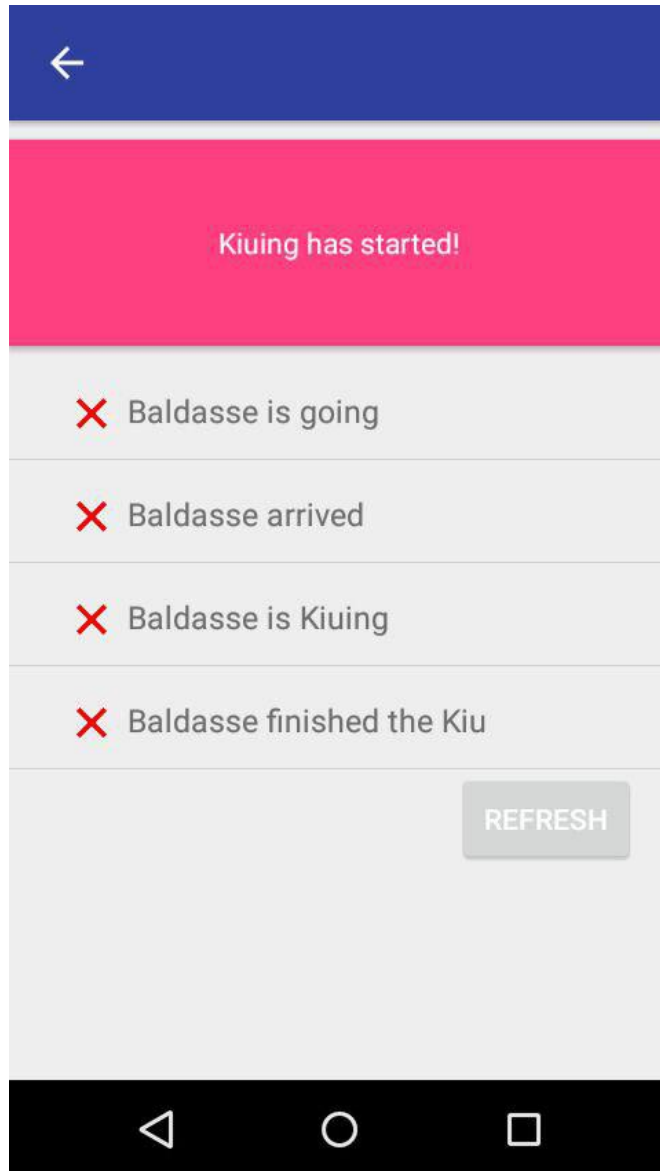 Kiuing has started!
Baldasse is going
Baldasse arrived
Baldasse is Kiuing
Baldasse finished the Kiu
REFRESH